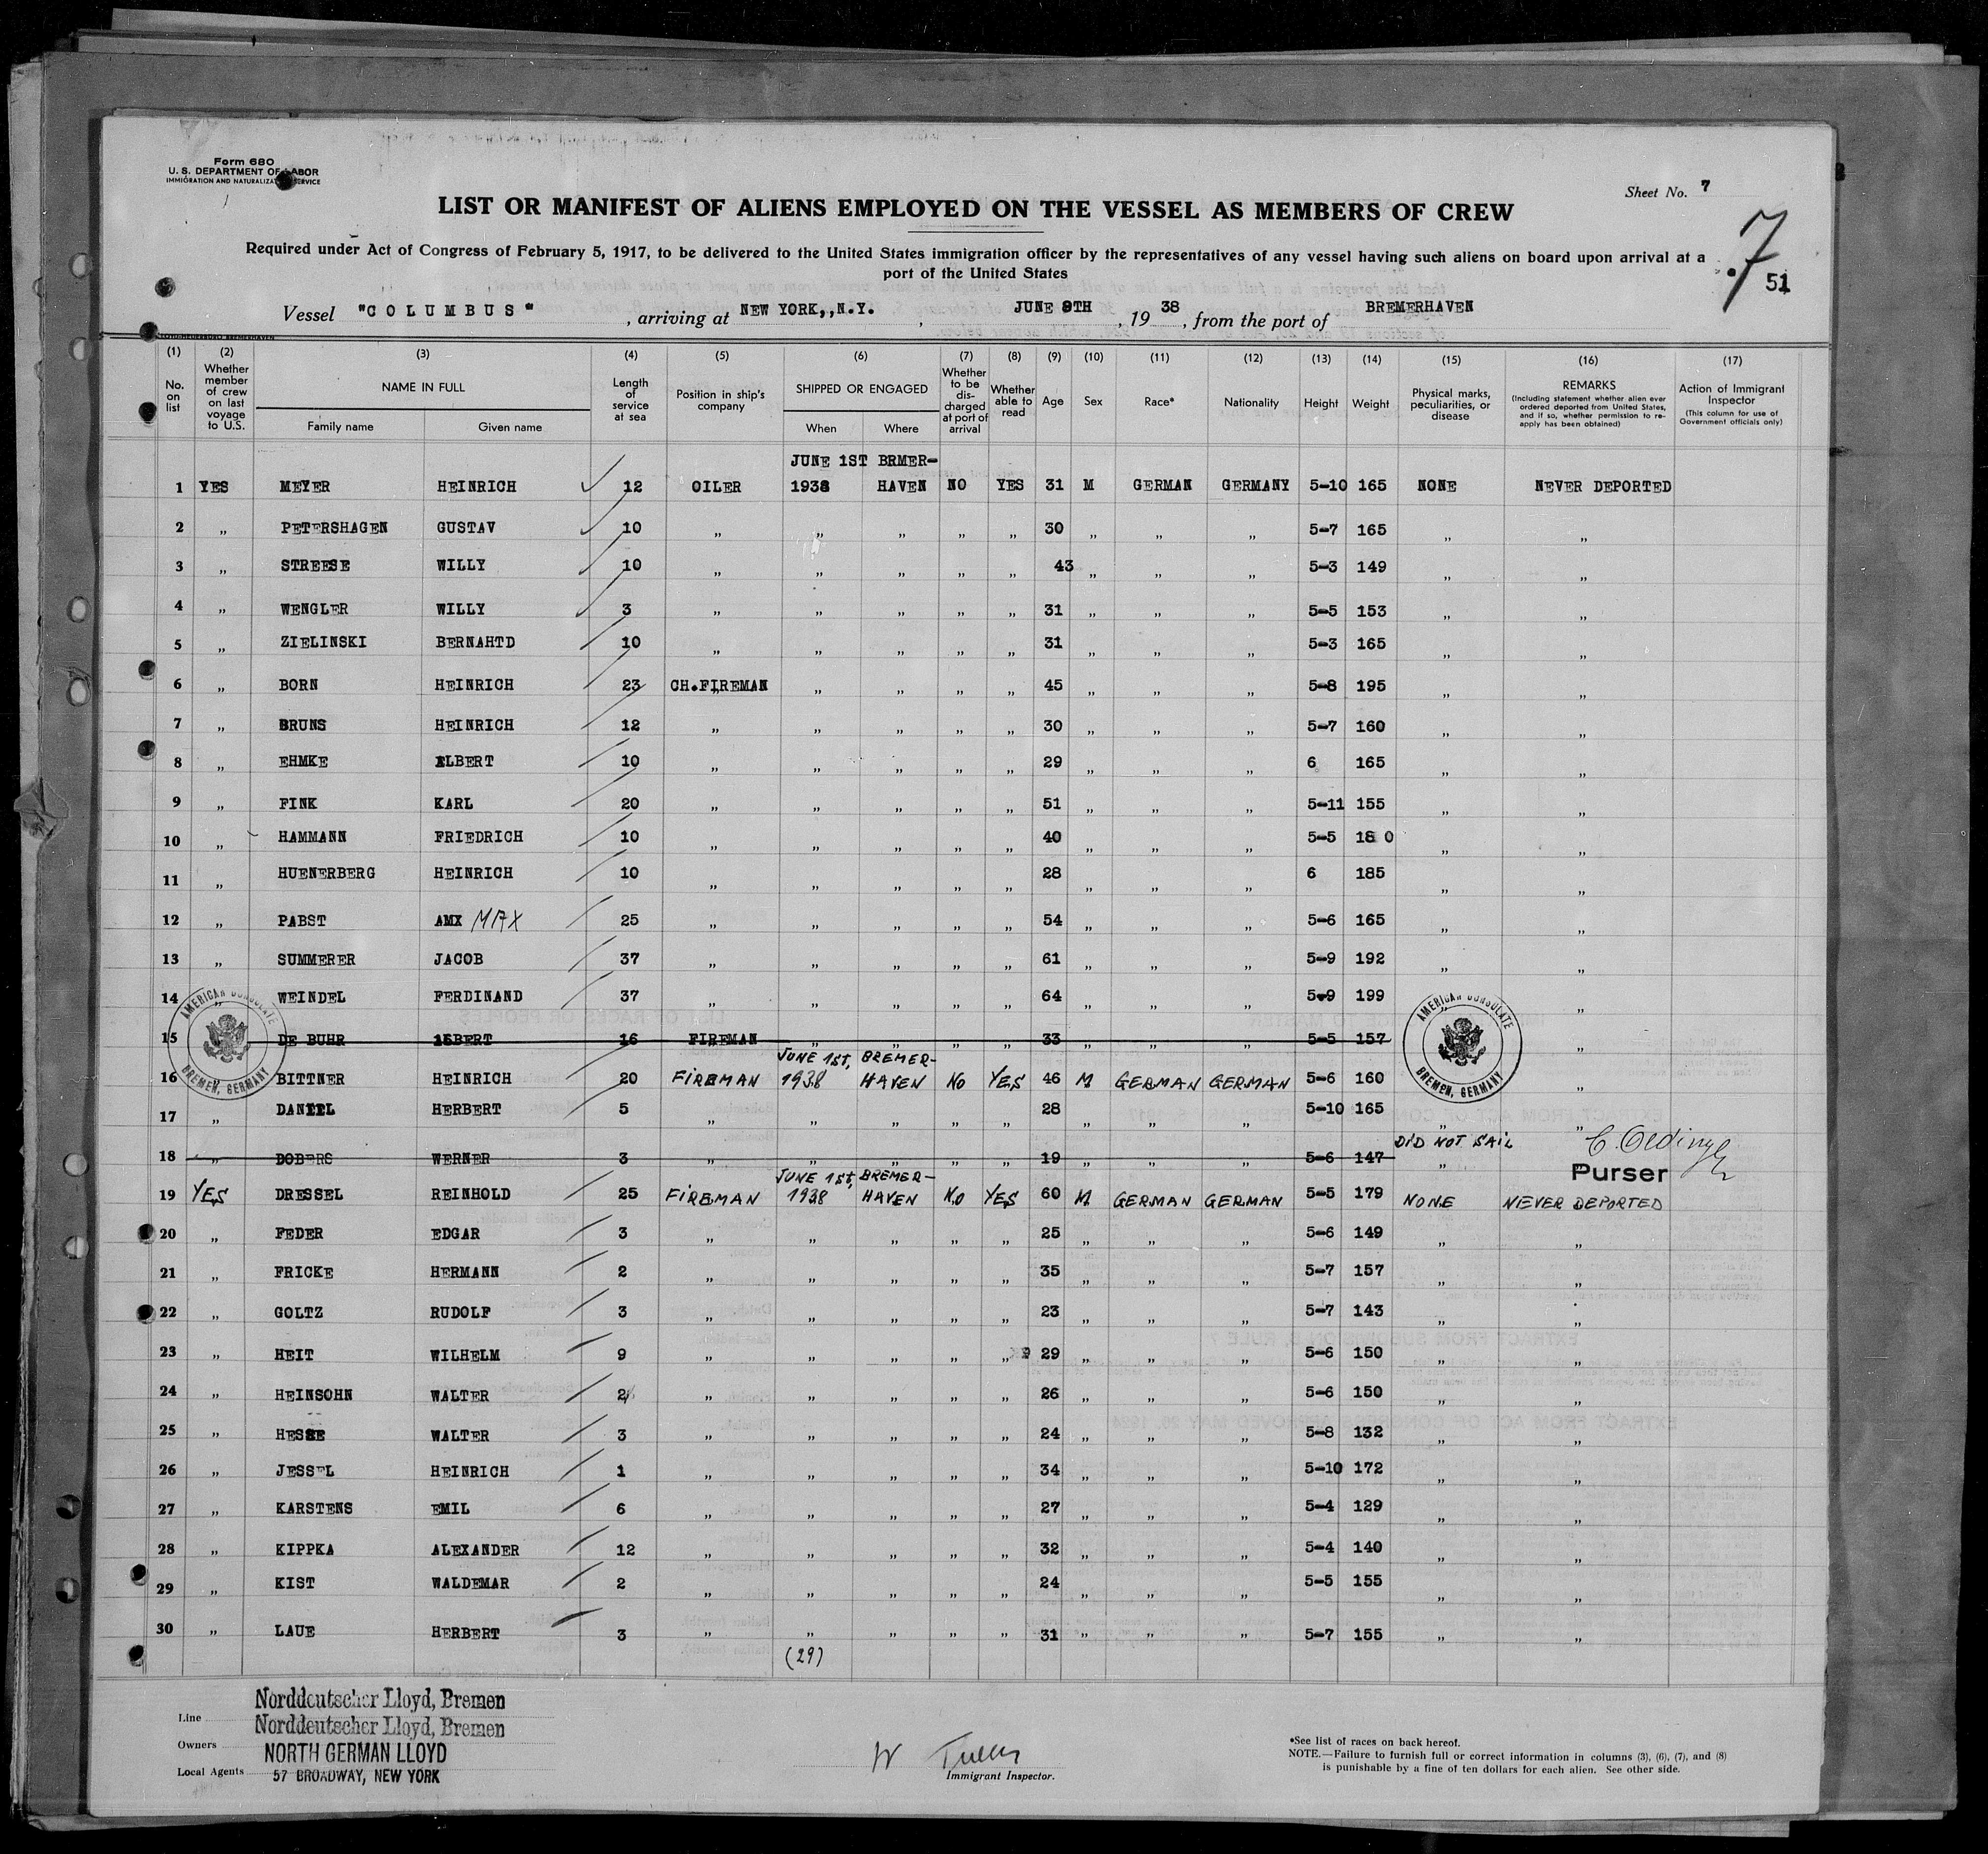 Form 680
U. S. DEPARTMENT OF LABOR
IMMIGRATION AND NATURALIZATION SERVICE
Sheet No. 7
LIST OR MANIFEST OF ALIENS EMPLOYED ON THE VESSEL AS MEMBERS OF CREW
7
Required under Act of Congress of February 5, 1917, to be delivered to the United States immigration officer by the representatives of any vessel having such aliens on board upon arrival at a
port of the United States
51
Vessel "COLUMBUS", arriving at NEW YORK,,N.Y., JUNE 8TH, 1938, from the port of BREMERHAVEN
(1) (2) (3) (4) (5) (6) (7) (8) (9) (10) (11) (12) (13) (14) (15) (16) (17)
No. on list
Whether member of crew on last voyage to U.S.
NAME IN FULL
Family name Given name
Length of service at sea
Position in ship's company
SHIPPED OR ENGAGED
When Where
Whether to be discharged at port of arrival
Whether able to read
Age
Sex
Race*
Nationality
Height
Weight
Physical marks, peculiarities, or disease
REMARKS
(Including statement whether alien ever ordered deported from United States, and if so, whether permission to re-apply has been obtained)
Action of Immigrant Inspector
(This column for use of Government officials only)
JUNE 1ST BRMER-
1 YES MEYER HEINRICH 12 OILER 1938 HAVEN NO YES 31 M GERMAN GERMANY 5-10 165 NONE NEVER DEPORTED
2 „ PETERSHAGEN GUSTAV 10 „ „ „ „ „ 30 „ „ „ 5-7 165 „ „
3 „ STREESE WILLY 10 „ „ „ „ „ 43 „ „ „ 5-3 149 „ „
4 „ WENGLER WILLY 3 „ „ „ „ „ 31 „ „ „ 5-5 153 „ „
5 „ ZIELINSKI BERNAHTD 10 „ „ „ „ „ 31 „ „ „ 5-3 165 „ „
6 „ BORN HEINRICH 23 CH.FIREMAN „ „ „ „ 45 „ „ „ 5-8 195 „ „
7 „ BRUNS HEINRICH 12 „ „ „ „ „ 30 „ „ „ 5-7 160 „ „
8 „ EHMKE ALBERT 10 „ „ „ „ „ 29 „ „ „ 6 165 „ „
9 „ FINK KARL 20 „ „ „ „ „ 51 „ „ „ 5-11 155 „ „
10 „ HAMMANN FRIEDRICH 10 „ „ „ „ „ 40 „ „ „ 5-5 18 0 „ „
11 „ HUENERBERG HEINRICH 10 „ „ „ „ „ 28 „ „ „ 6 185 „ „
12 „ PABST AMX MAX 25 „ „ „ „ „ 54 „ „ „ 5-6 165 „ „
13 „ SUMMERER JACOB 37 „ „ „ „ „ 61 „ „ „ 5-9 192 „ „
14 „ WEINDEL FERDINAND 37 „ „ „ „ „ 64 „ „ „ 5-9 199 „
AMERICAN CONSULATE BREMEN, GERMANY
AMERICAN CONSULATE BREMEN, GERMANY
15 DE BUHR 16 FIREMAN „ „ „ „ 33 „ „ „ 5-5 157 „
JUNE 1ST, BREMER-
16 „ BITTNER HEINRICH 20 FIREMAN 1938 HAVEN NO YES 46 M GERMAN GERMAN 5-6 160 „
17 „ DANIEL HERBERT 5 „ „ „ „ „ 28 „ „ „ 5-10 165 „ „
DID NOT SAIL
18 „ DOBERS WERNER 3 „ „ „ „ „ 19 „ „ „ 5-6 147 „
Purser
JUNE 1ST, BREMER-
19 YES DRESSEL REINHOLD 25 FIREMAN 1938 HAVEN NO YES 60 M GERMAN GERMAN 5-5 179 NONE NEVER DEPORTED
20 „ FEDER EDGAR 3 „ „ „ „ „ 25 „ „ „ 5-6 149 „ „
21 „ FRICKE HERMANN 2 „ „ „ „ „ 35 „ „ „ 5-7 157 „ „
22 „ GOLTZ RUDOLF 3 „ „ „ „ „ 23 „ „ „ 5-7 143 „ „
23 „ HEIT WILHELM 9 „ „ „ „ „ 29 „ „ „ 5-6 150 „ „
24 „ HEINSOHN WALTER 2 „ „ „ „ „ 26 „ „ „ 5-6 150 „ „
25 „ HESSE WALTER 3 „ „ „ „ „ 24 „ „ „ 5-8 132 „ „
26 „ JESSEL HEINRICH 1 „ „ „ „ „ 34 „ „ „ 5-10 172 „ „
27 „ KARSTENS EMIL 6 „ „ „ „ „ 27 „ „ „ 5-4 129 „ „
28 „ KIPPKA ALEXANDER 12 „ „ „ „ „ 32 „ „ „ 5-4 140 „ „
29 „ KIST WALDEMAR 2 „ „ „ „ „ 24 „ „ „ 5-5 155 „ „
30 „ LAUE HERBERT 3 „ „ „ „ „ 31 „ „ „ 5-7 155 „ „
(29)
Line Norddeutscher Lloyd, Bremen
Norddeutscher Lloyd, Bremen
Owners NORTH GERMAN LLOYD
Local Agents 57 BROADWAY, NEW YORK
Immigrant Inspector.
*See list of races on back hereof.
NOTE.—Failure to furnish full or correct information in columns (3), (6), (7), and (8)
is punishable by a fine of ten dollars for each alien. See other side.